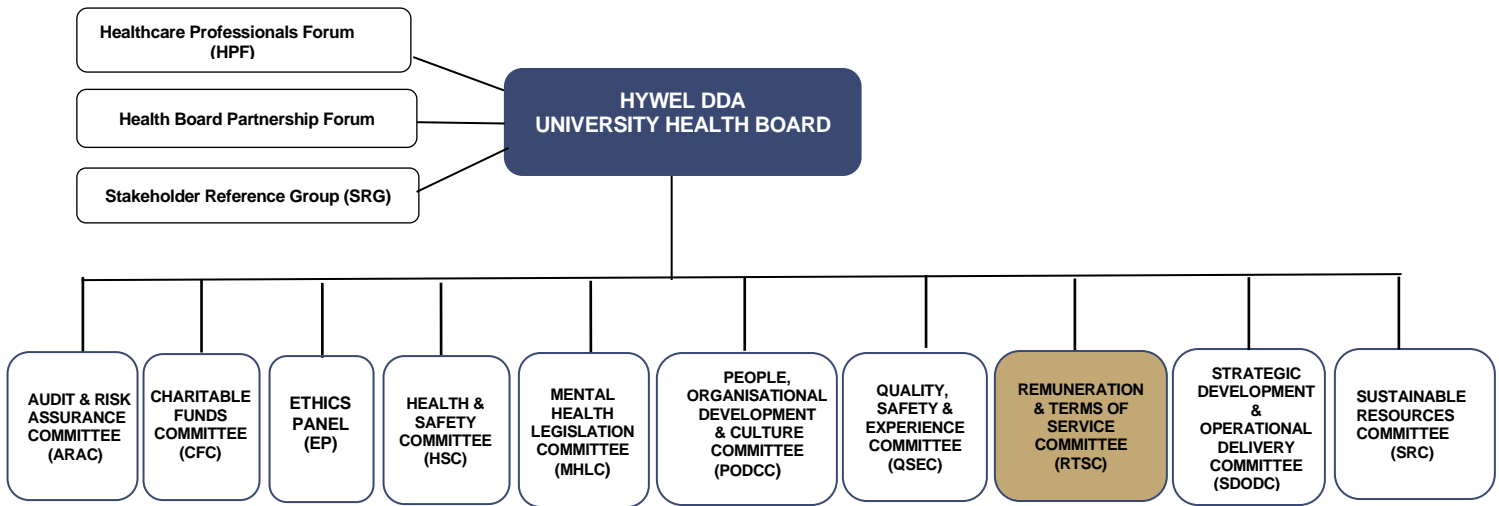 Healthcare Professionals Forum
(HPF)
HYWEL DDA
UNIVERSITY HEALTH BOARD
Health Board Partnership Forum
Stakeholder Reference Group (SRG)
AUDIT & RISK
ASSURANCE
COMMITTEE
(ARAC)
CHARITABLE
FUNDS
COMMITTEE
(CFC)
ETHICS
PANEL
(EP)
HEALTH &
SAFETY
COMMITTEE
(HSC)
MENTAL
HEALTH
LEGISLATION
COMMITTEE
(MHLC)
PEOPLE,
ORGANISATIONAL
DEVELOPMENT
& CULTURE
COMMITTEE
(PODCC)
QUALITY,
SAFETY &
EXPERIENCE
COMMITTEE
(QSEC)
REMUNERATION
& TERMS OF
SERVICE
COMMITTEE
(RTSC)
STRATEGIC
DEVELOPMENT
&
OPERATIONAL
DELIVERY
COMMITTEE
(SDODC)
SUSTAINABLE
RESOURCES
COMMITTEE
(SRC)